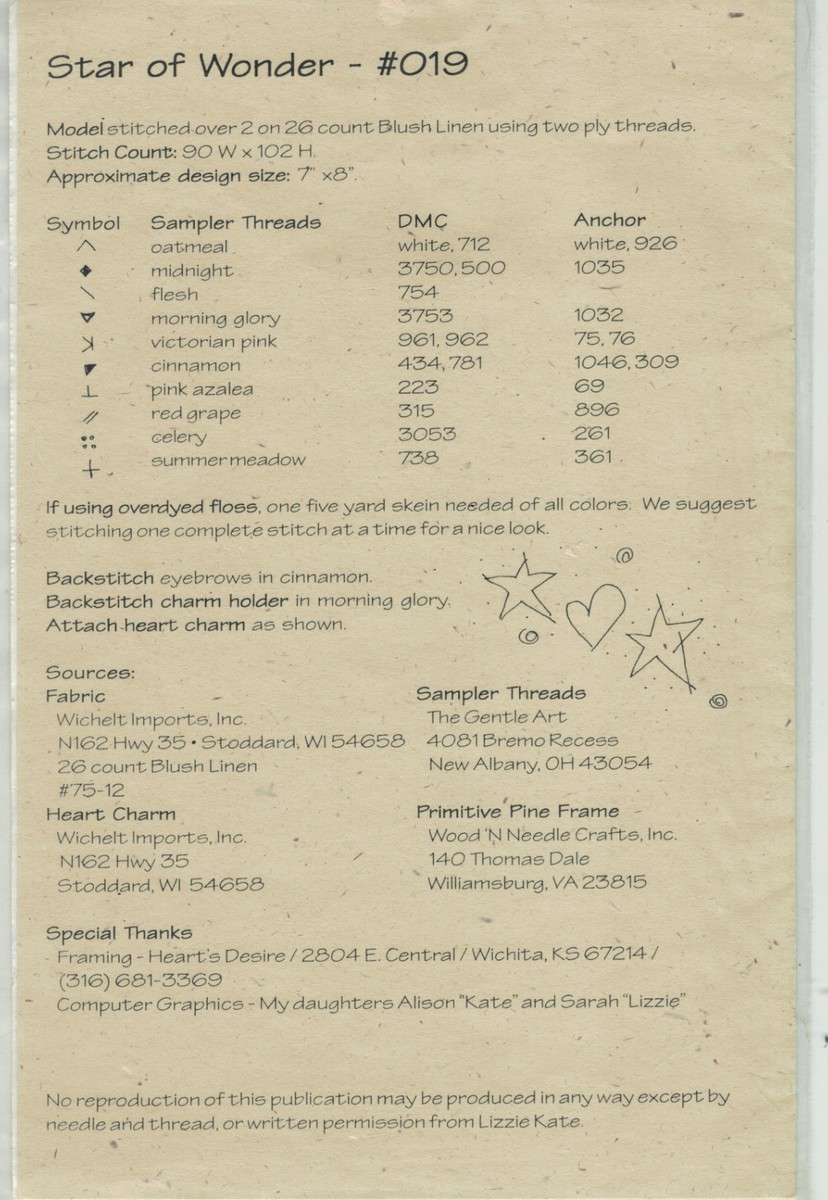 Star of Wonder - #019
Model stitched over 2 on 26 count Blush Linen using two ply threads.
Stitch Count: 90 W x 102 H.
Approximate design size: 7" x8".
Symbol Sampler Threads DMC Anchor
oatmeal white, 712 white, 926
midnight 3750, 500 1035
flesh 754
morning glory 3753 1032
victorian pink 961, 962 75, 76
cinnamon 434, 781 1046, 309
pink azalea 223 69
red grape 315 896
celery 3053 261
summer meadow 738 361
If using overdyed floss, one five yard skein needed of all colors. We suggest
stitching one complete stitch at a time for a nice look.
Backstitch eyebrows in cinnamon.
Backstitch charm holder in morning glory.
Attach heart charm as shown.
Sources:
Fabric
Wichelt Imports, Inc.
N162 Hwy 35 • Stoddard, WI 54658
26 count Blush Linen
#75-12
Heart Charm
Wichelt Imports, Inc.
N162 Hwy 35
Stoddard, WI 54658
Sampler Threads
The Gentle Art
4081 Bremo Recess
New Albany, OH 43054
Primitive Pine Frame
Wood 'N Needle Crafts, Inc.
140 Thomas Dale
Williamsburg, VA 23815
Special Thanks
Framing - Heart's Desire / 2804 E. Central / Wichita, KS 67214 /
(316) 681-3369
Computer Graphics - My daughters Alison "Kate" and Sarah "Lizzie"
No reproduction of this publication may be produced in any way except by
needle and thread, or written permission from Lizzie Kate.